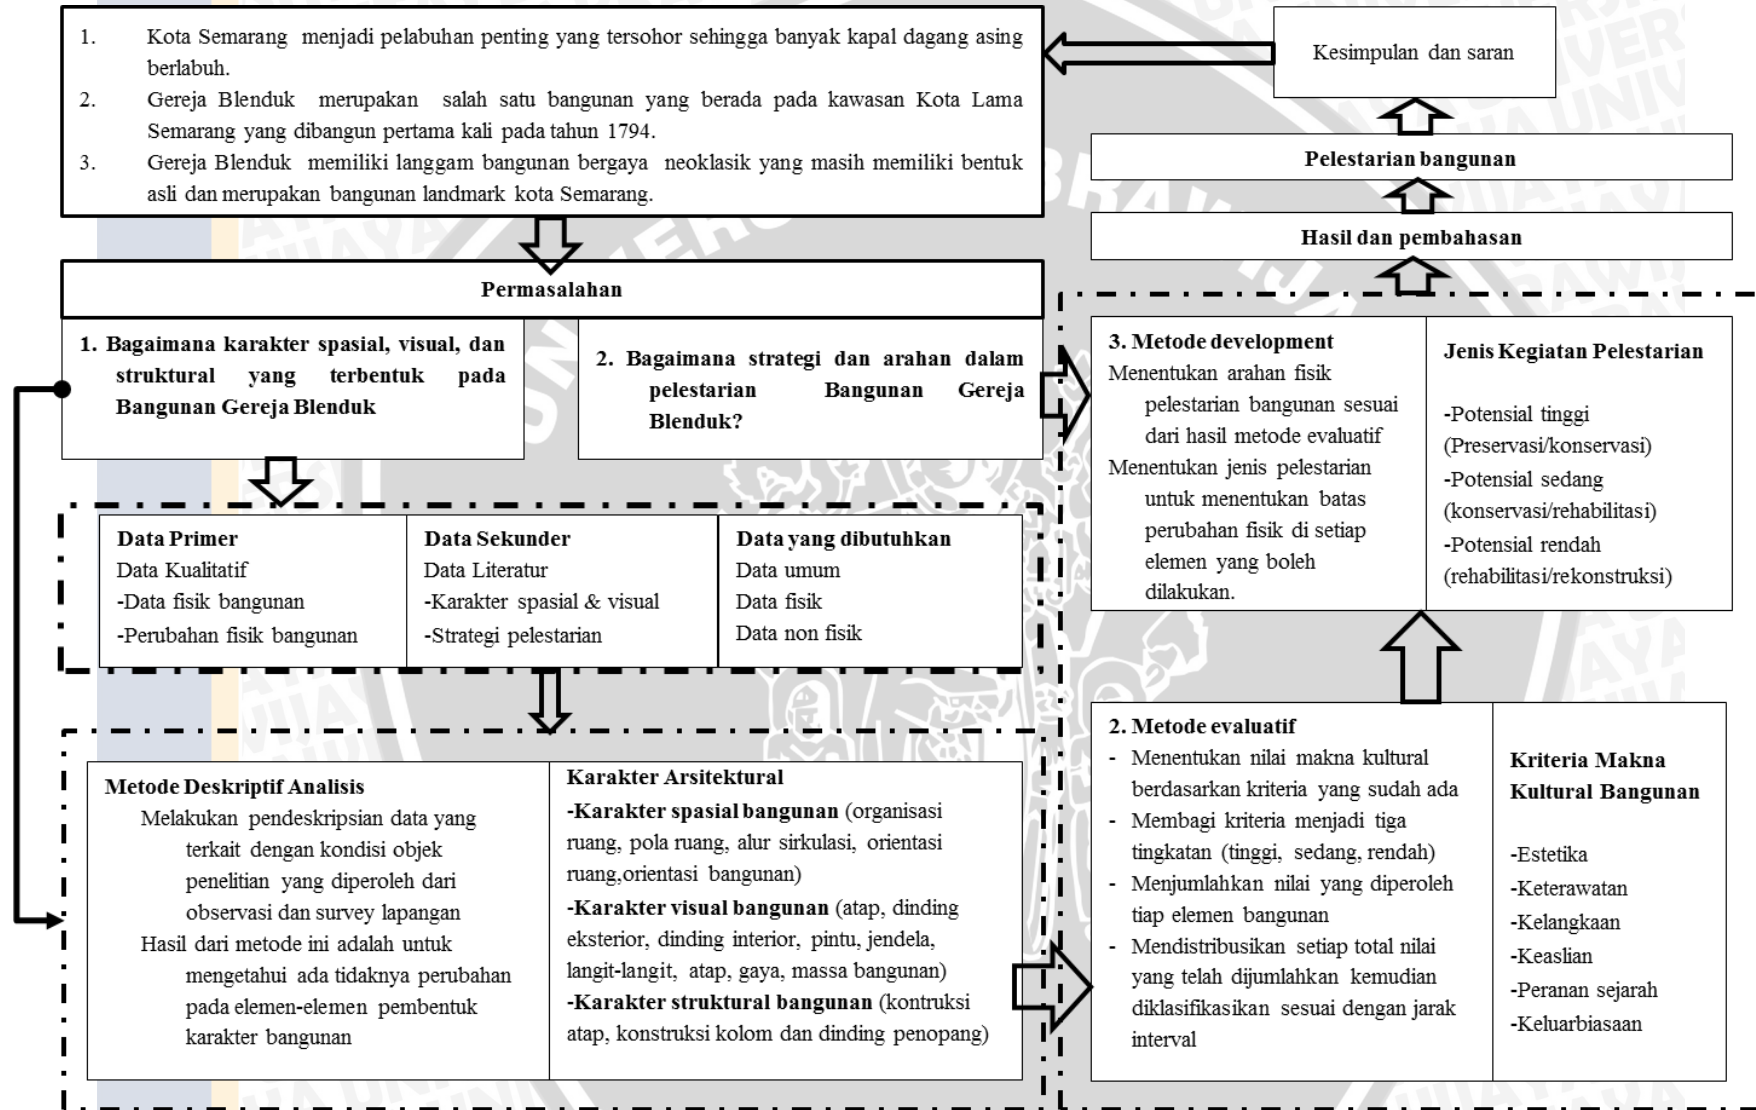 1. Kota Semarang menjadi pelabuhan penting yang tersohor sehingga banyak kapal dagang asing
berlabuh.
2. Gereja Blenduk merupakan salah satu bangunan yang berada pada kawasan Kota Lama
Semarang yang dibangun pertama kali pada tahun 1794.
3. Gereja Blenduk memiliki langgam bangunan bergaya neoklasik yang masih memiliki bentuk
asli dan merupakan bangunan landmark kota Semarang.
Permasalahan
1. Bagaimana karakter spasial, visual, dan
struktural yang terbentuk pada
Bangunan Gereja Blenduk
2. Bagaimana strategi dan arahan dalam
pelestarian Bangunan Gereja
Blenduk?
Data Primer
Data Kualitatif
-Data fisik bangunan
-Perubahan fisik bangunan
Data Sekunder
Data Literatur
-Karakter spasial & visual
-Strategi pelestarian
Data yang dibutuhkan
Data umum
Data fisik
Data non fisik
Metode Deskriptif Analisis
Melakukan pendeskripsian data yang
terkait dengan kondisi objek
penelitian yang diperoleh dari
observasi dan survey lapangan
Hasil dari metode ini adalah untuk
mengetahui ada tidaknya perubahan
pada elemen-elemen pembentuk
karakter bangunan
Karakter Arsitektural
-Karakter spasial bangunan (organisasi
ruang, pola ruang, alur sirkulasi, orientasi
ruang,orientasi bangunan)
-Karakter visual bangunan (atap, dinding
eksterior, dinding interior, pintu, jendela,
langit-langit, atap, gaya, massa bangunan)
-Karakter struktural bangunan (kontruksi
atap, konstruksi kolom dan dinding penopang)
2. Metode evaluatif
- Menentukan nilai makna kultural
berdasarkan kriteria yang sudah ada
- Membagi kriteria menjadi tiga
tingkatan (tinggi, sedang, rendah)
- Menjumlahkan nilai yang diperoleh
tiap elemen bangunan
- Mendistribusikan setiap total nilai
yang telah dijumlahkan kemudian
diklasifikasikan sesuai dengan jarak
interval
Kriteria Makna
Kultural Bangunan
-Estetika
-Keterawatan
-Kelangkaan
-Keaslian
-Peranan sejarah
-Keluarbiasaan
3. Metode development
Menentukan arahan fisik
pelestarian bangunan sesuai
dari hasil metode evaluatif
Menentukan jenis pelestarian
untuk menentukan batas
perubahan fisik di setiap
elemen yang boleh
dilakukan.
Jenis Kegiatan Pelestarian
-Potensial tinggi
(Preservasi/konservasi)
-Potensial sedang
(konservasi/rehabilitasi)
-Potensial rendah
(rehabilitasi/rekonstruksi)
Hasil dan pembahasan
Pelestarian bangunan
Kesimpulan dan saran